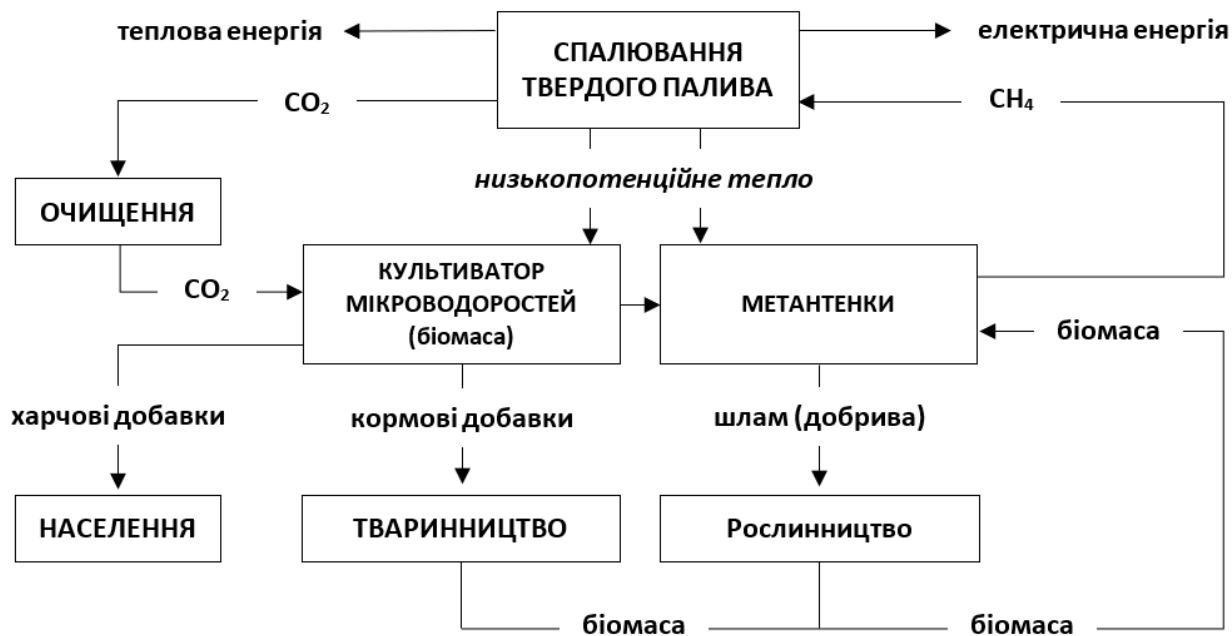 теплова енергія
СПАЛЮВАННЯ
ТВЕРДОГО ПАЛИВА
електрична енергія
CO₂
CH₄
низькопотенційне тепло
ОЧИЩЕННЯ
CO₂
КУЛЬТИВАТОР
МІКРОВОДОРОСТЕЙ
(біомаса)
МЕТАНТЕНКИ
біомаса
харчові добавки
кормові добавки
шлам (добрива)
НАСЕЛЕННЯ
ТВАРИННИЦТВО
Рослинництво
біомаса
біомаса